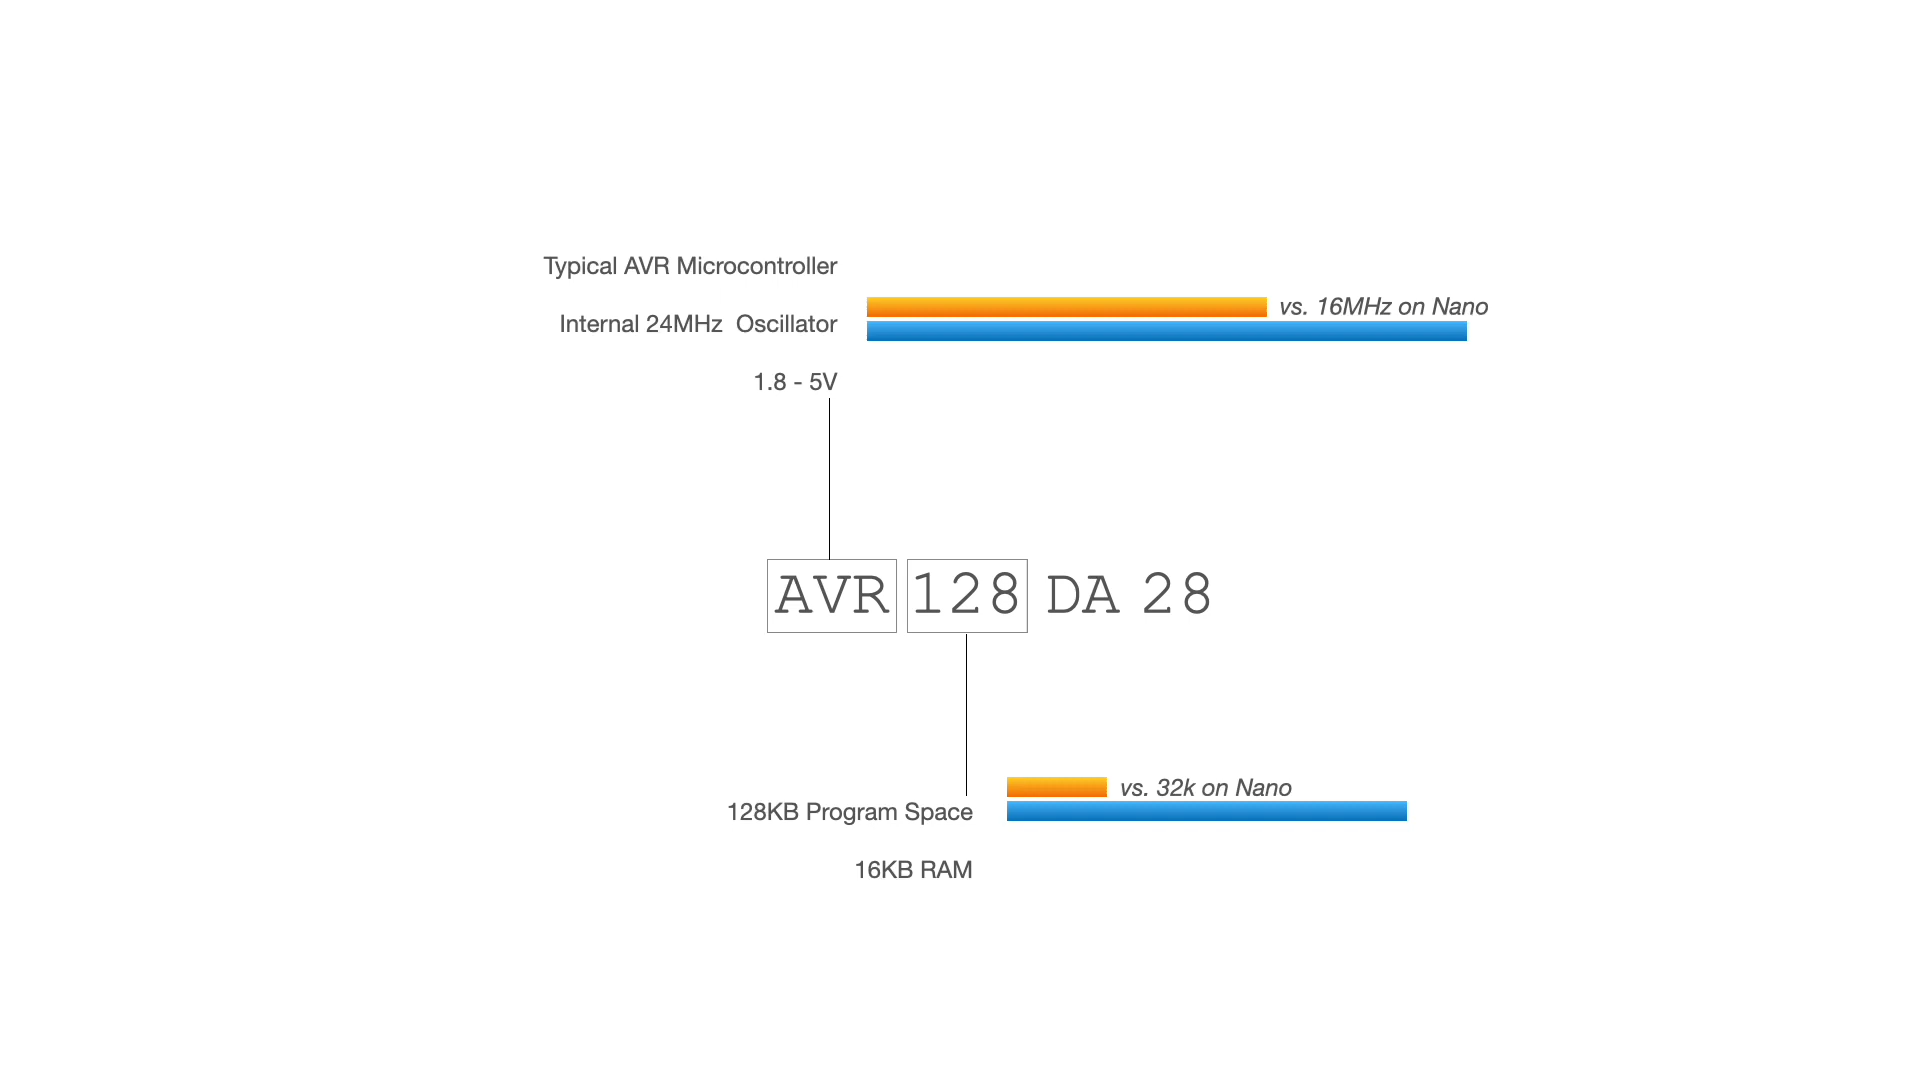 Typical AVR Microcontroller
vs. 16MHz on Nano
Internal 24MHz  Oscillator
1.8 - 5V
AVR 128 DA 28
vs. 32k on Nano
128KB Program Space
16KB RAM